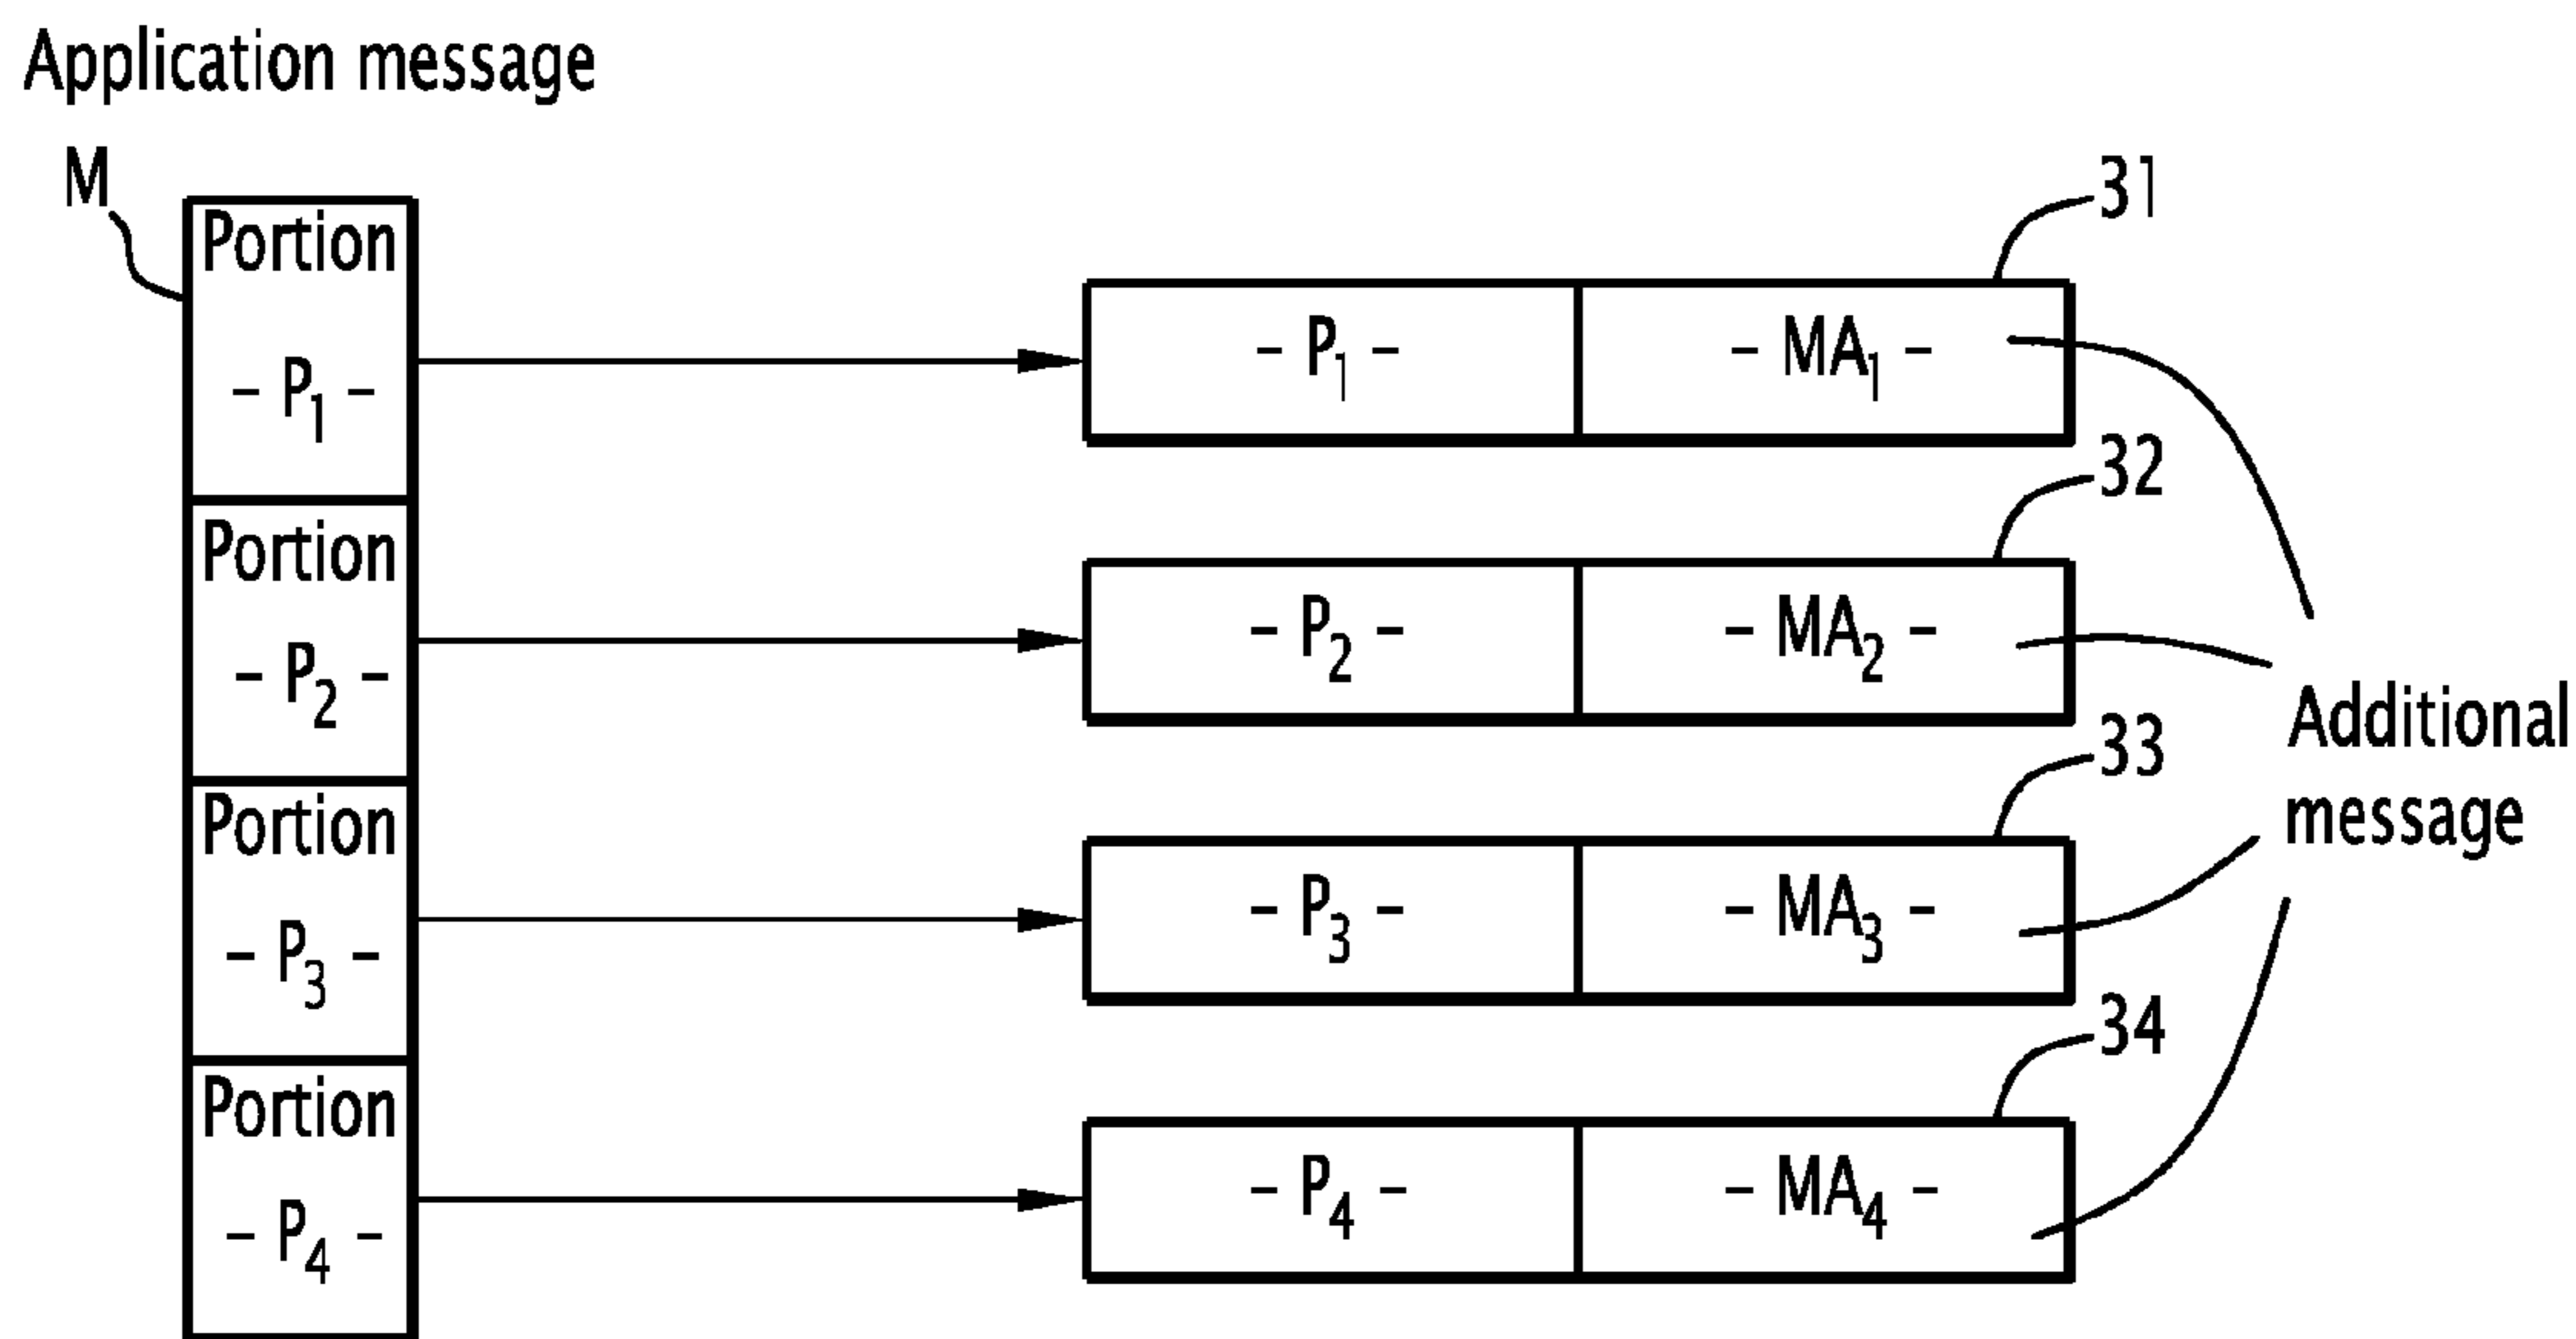 Application message
M
Portion
– P₁ –
Portion
– P₂ –
Portion
– P₃ –
Portion
– P₄ –
31
– P₁ – – MA₁ –
32
– P₂ – – MA₂ –
33
– P₃ – – MA₃ –
34
– P₄ – – MA₄ –
Additional
message